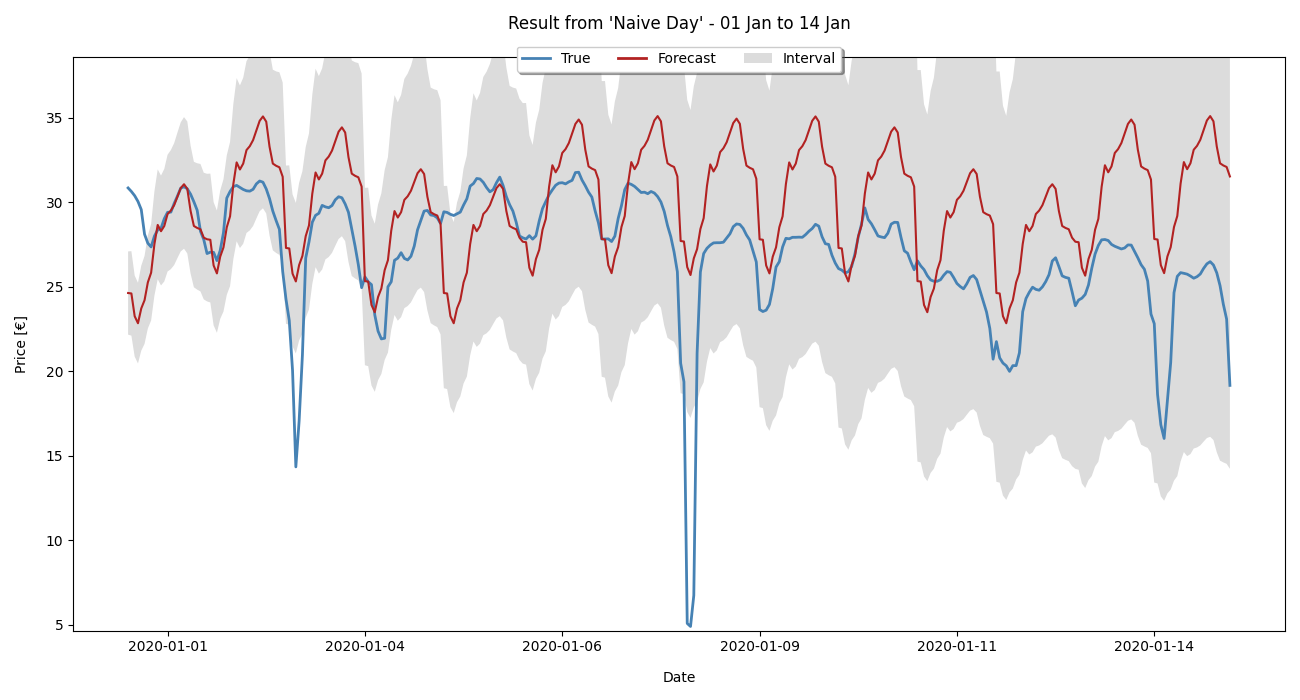 Result from 'Naive Day' - 01 Jan to 14 Jan
True
Forecast
Interval
Price [€]
35
30
25
20
15
10
5
2020-01-01
2020-01-04
2020-01-06
2020-01-09
2020-01-11
2020-01-14
Date